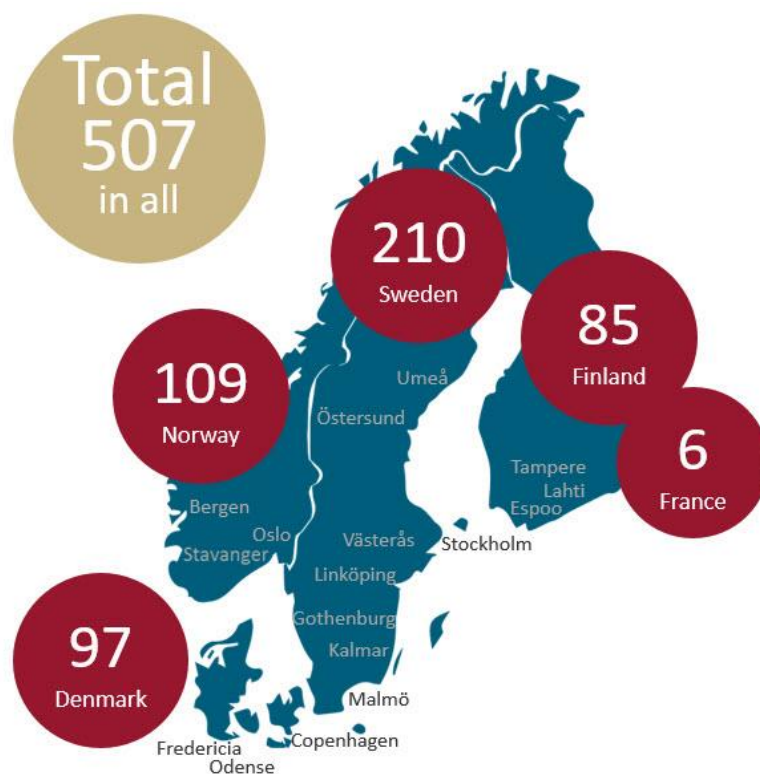 Total
507
in all
210
Sweden
85
Finland
109
Norway
6
France
97
Denmark
Umeå
Östersund
Tampere
Lahti
Espoo
Bergen
Oslo
Stavanger
Västerås
Stockholm
Linköping
Gothenburg
Kalmar
Malmö
Copenhagen
Fredericia
Odense